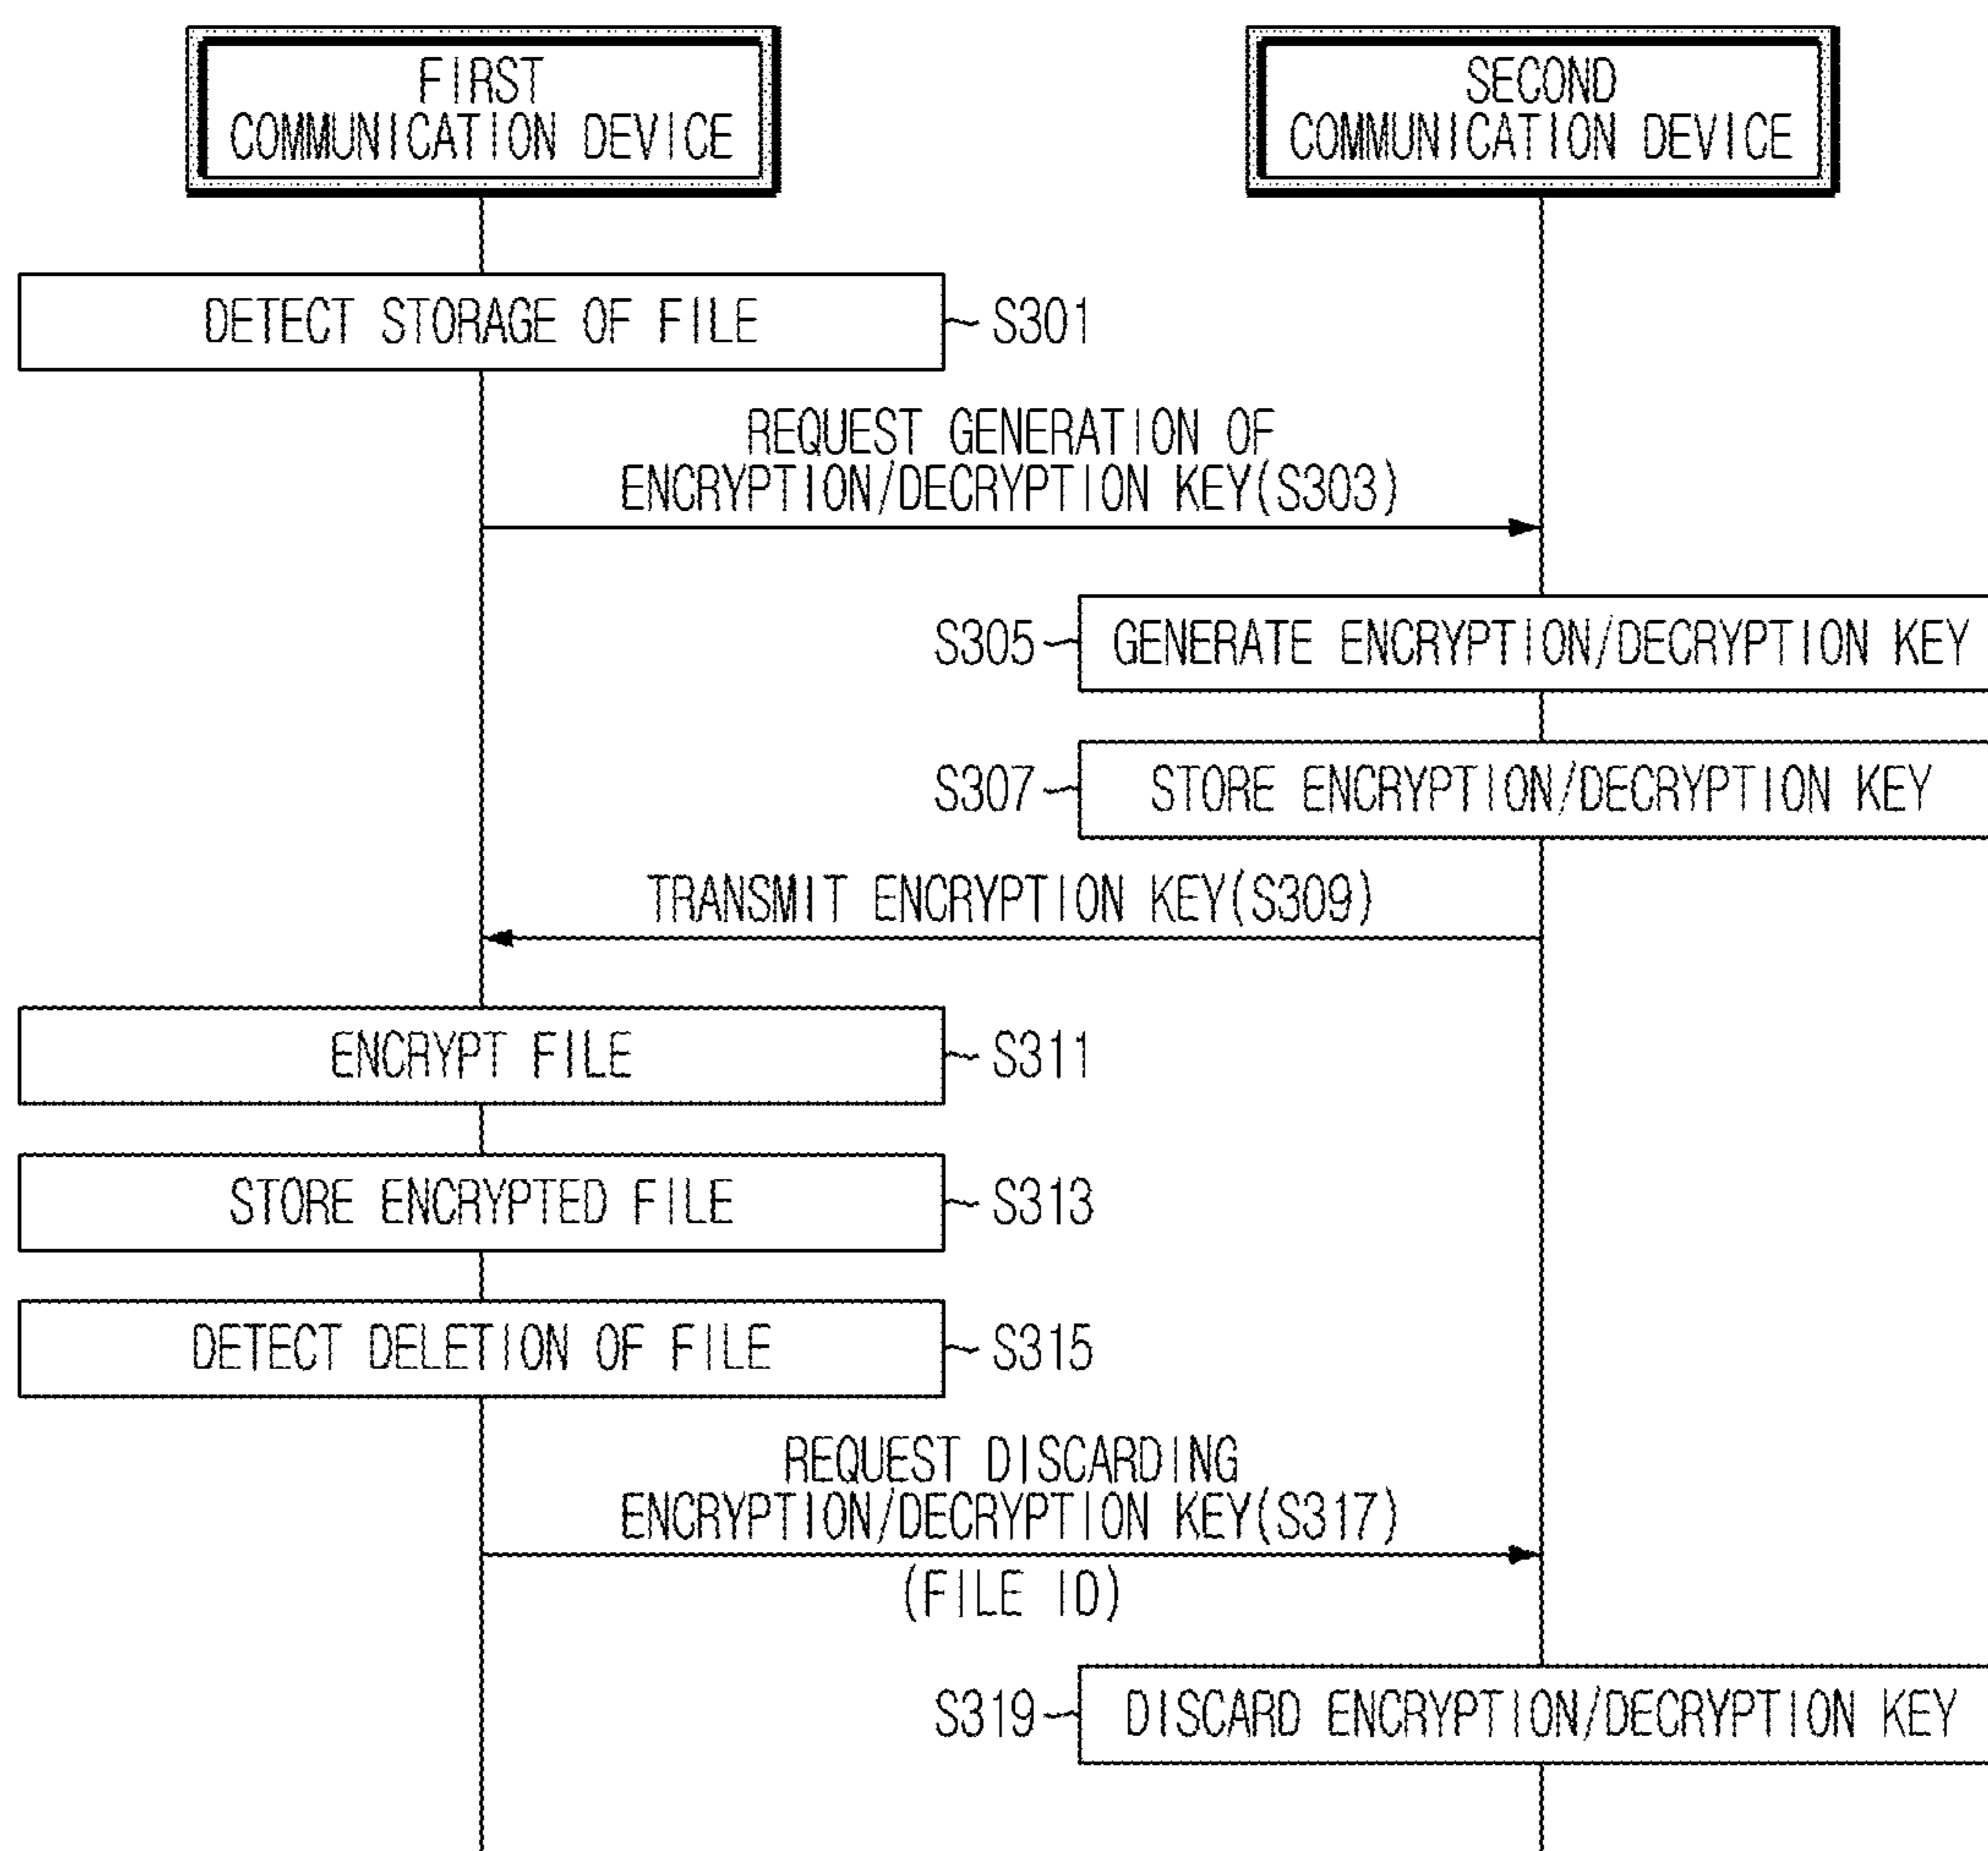 FIRST
COMMUNICATION DEVICE
SECOND
COMMUNICATION DEVICE
DETECT STORAGE OF FILE
S301
REQUEST GENERATION OF
ENCRYPTION/DECRYPTION KEY(S303)
S305
GENERATE ENCRYPTION/DECRYPTION KEY
S307
STORE ENCRYPTION/DECRYPTION KEY
TRANSMIT ENCRYPTION KEY(S309)
ENCRYPT FILE
S311
STORE ENCRYPTED FILE
S313
DETECT DELETION OF FILE
S315
REQUEST DISCARDING
ENCRYPTION/DECRYPTION KEY(S317)
(FILE ID)
S319
DISCARD ENCRYPTION/DECRYPTION KEY